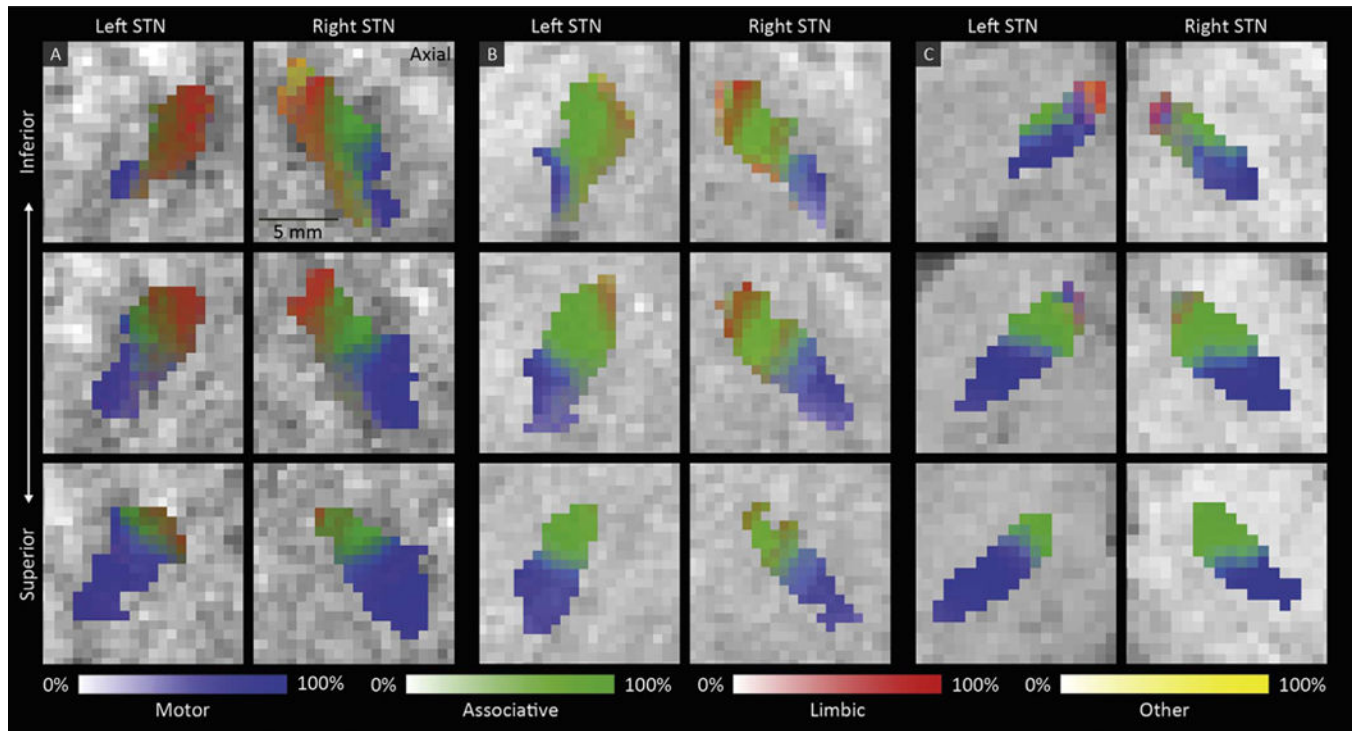 Left STN Right STN Left STN Right STN Left STN Right STN
A Axial B C
Inferior
5 mm
Superior
0% 100% 0% 100% 0% 100% 0% 100%
Motor Associative Limbic Other